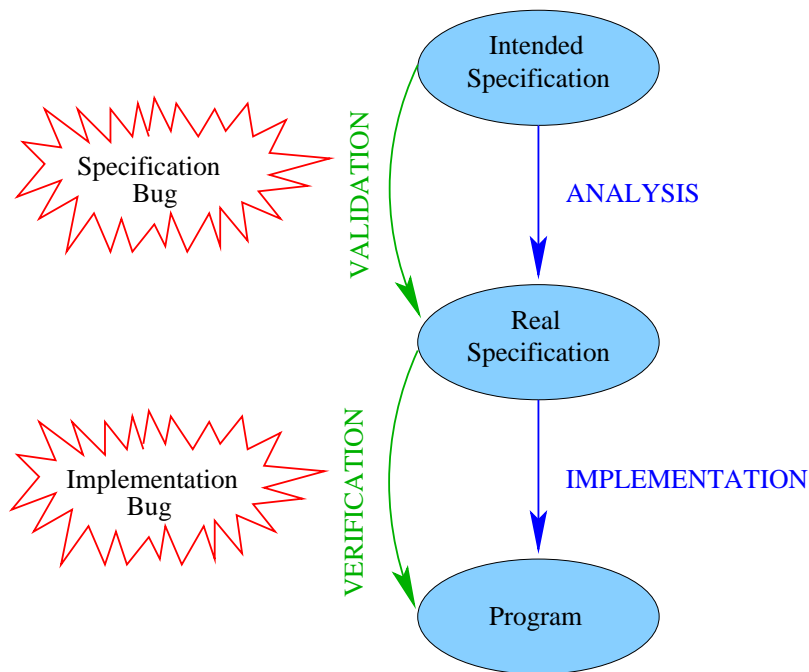 Intended
Specification
Specification
Bug
VALIDATION
ANALYSIS
Real
Specification
Implementation
Bug
VERIFICATION
IMPLEMENTATION
Program